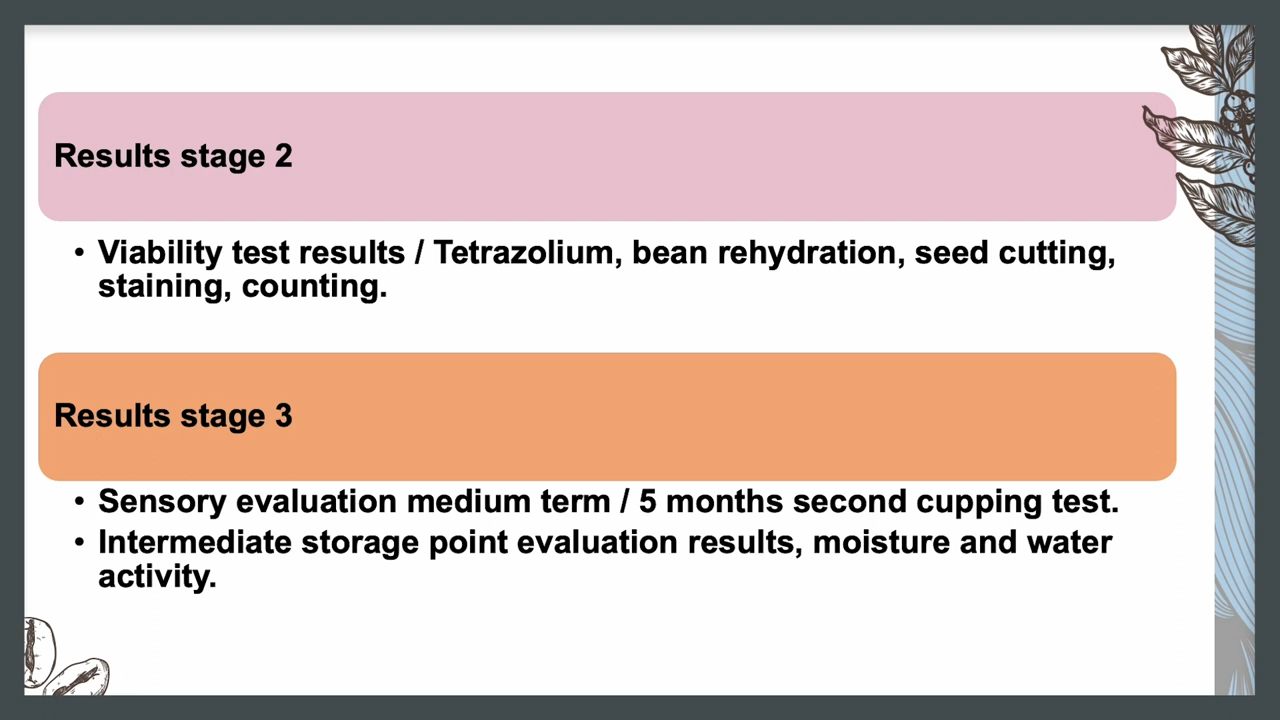 Results stage 2
• Viability test results / Tetrazolium, bean rehydration, seed cutting,
staining, counting.
Results stage 3
• Sensory evaluation medium term / 5 months second cupping test.
• Intermediate storage point evaluation results, moisture and water
activity.